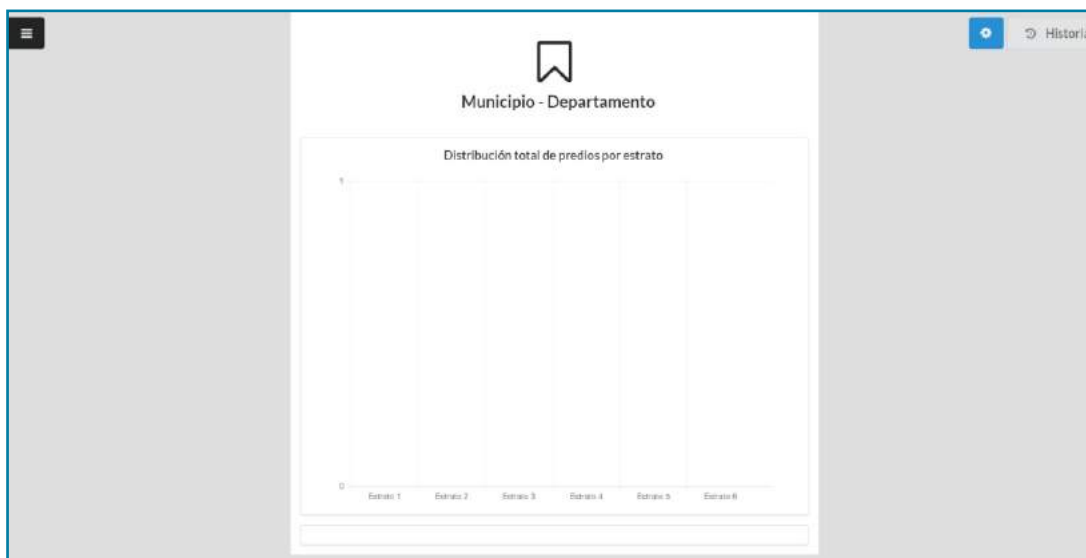 Historia
Municipio - Departamento
Distribución total de predios por estrato
1
0
Estrato 1 Estrato 2 Estrato 3 Estrato 4 Estrato 5 Estrato 6